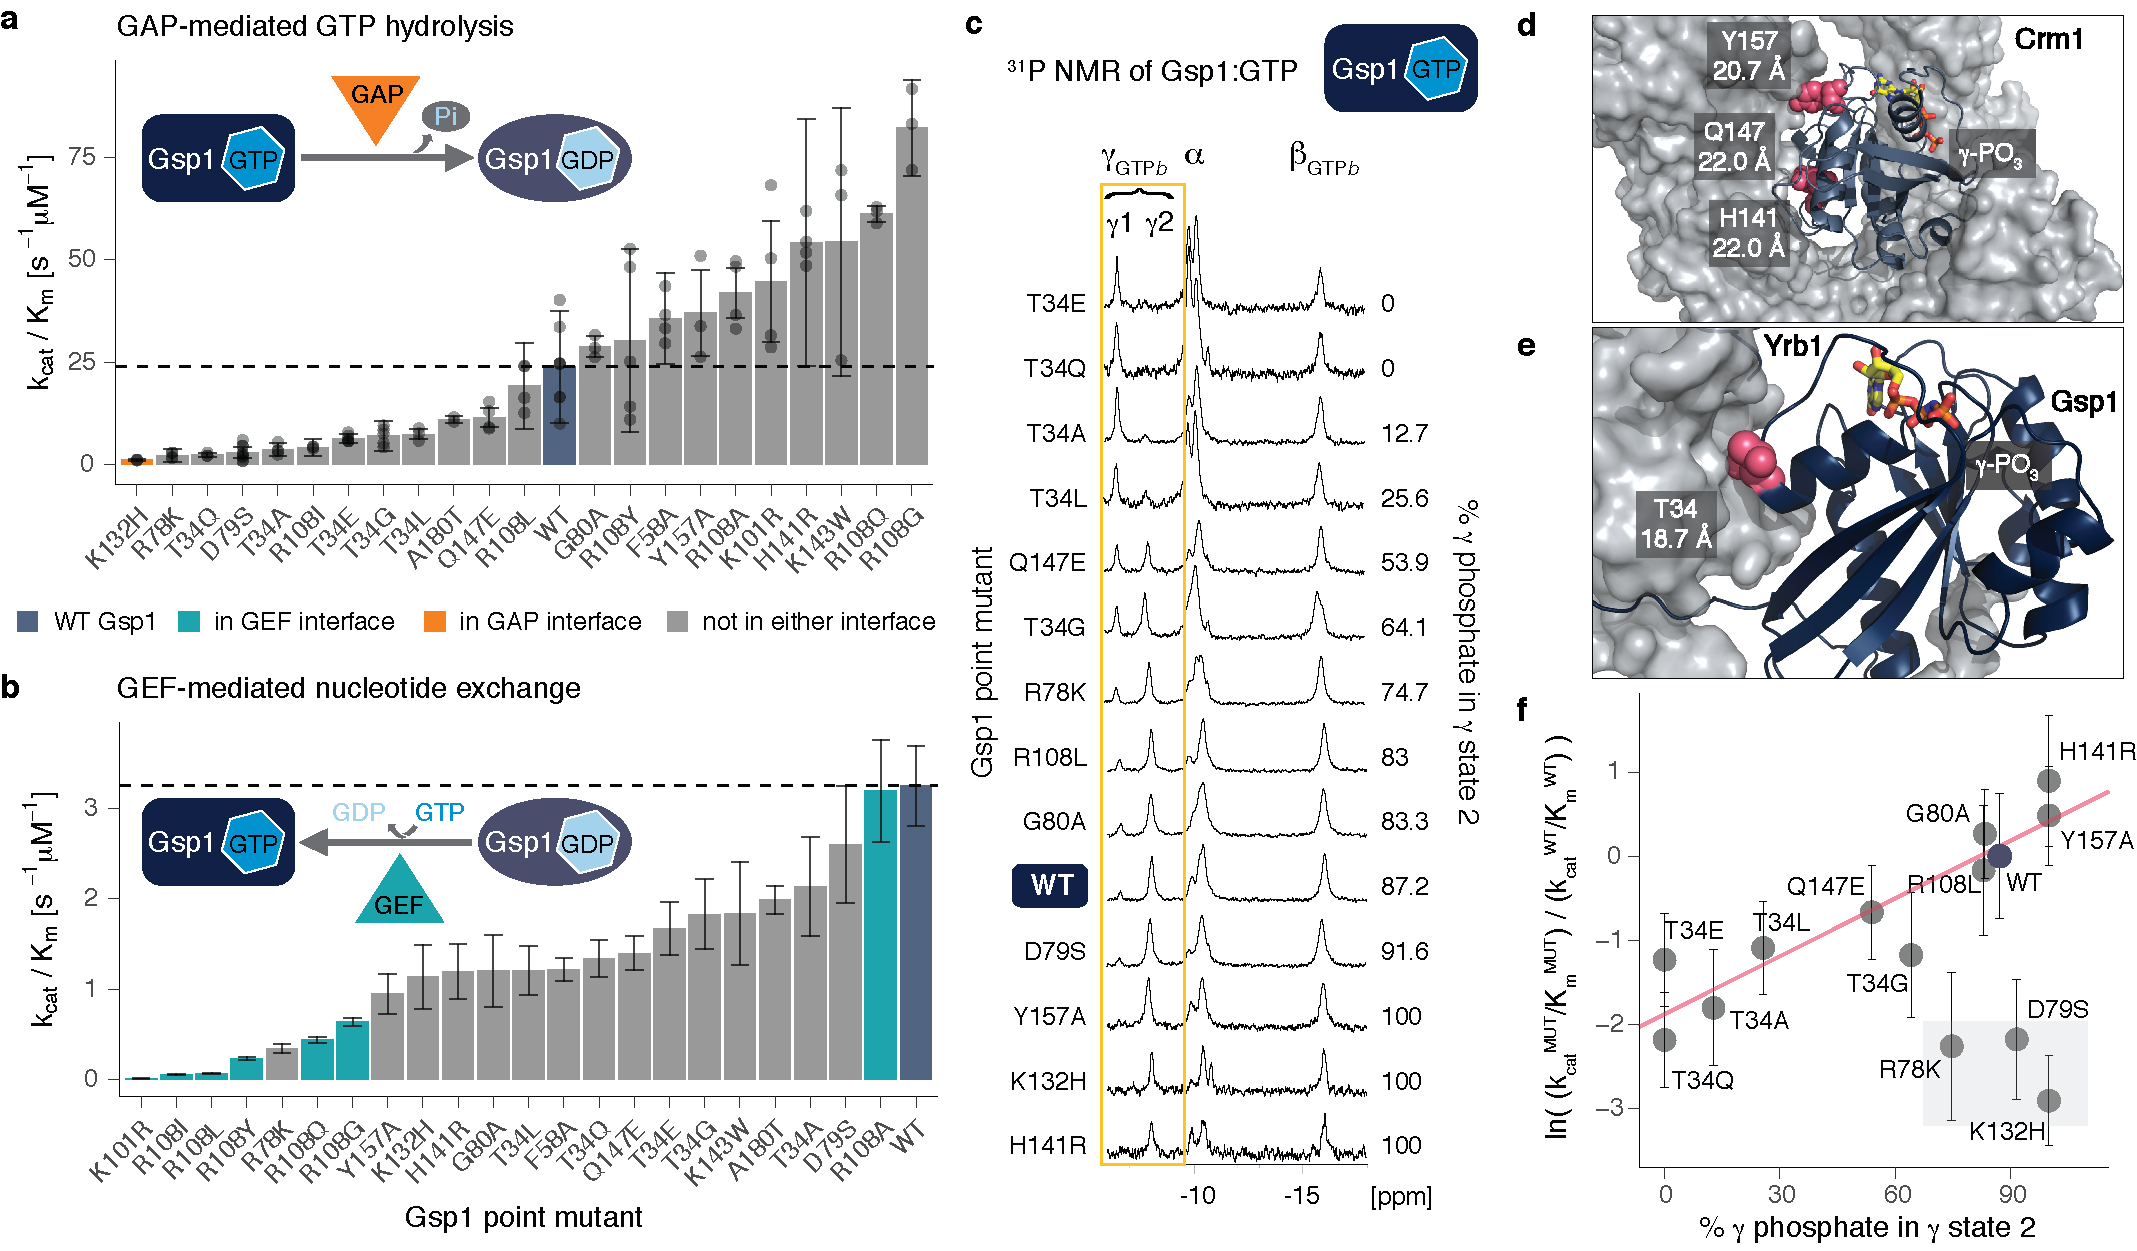 a
GAP-mediated GTP hydrolysis
kcat / Km [s⁻¹μM⁻¹]
75
50
25
0
Gsp1 GTP
GAP
Pi
Gsp1 GDP
K132H
R78K
T34Q
D79S
T34A
R108I
T34E
T34G
T34L
A180T
Q147E
R108L
WT
G80A
R108Y
F58A
Y157A
R108A
K101R
H141R
K143W
R108Q
R108G
WT Gsp1
in GEF interface
in GAP interface
not in either interface
b
GEF-mediated nucleotide exchange
kcat / Km [s⁻¹μM⁻¹]
3
2
1
0
Gsp1 GTP
GDP
GTP
GEF
Gsp1 GDP
K101R
R108I
R108L
R108Y
R78K
R108Q
R108G
Y157A
K132H
H141R
G80A
T34L
F58A
T34Q
Q147E
T34E
T34G
K143W
A180T
T34A
D79S
R108A
WT
Gsp1 point mutant
c
³¹P NMR of Gsp1:GTP
Gsp1 GTP
γGTPb
α
βGTPb
γ1 γ2
Gsp1 point mutant
% γ phosphate in γ state 2
T34E 0
T34Q 0
T34A 12.7
T34L 25.6
Q147E 53.9
T34G 64.1
R78K 74.7
R108L 83
G80A 83.3
WT 87.2
D79S 91.6
Y157A 100
K132H 100
H141R 100
-10
-15
[ppm]
d
Crm1
Y157
20.7 Å
Q147
22.0 Å
H141
22.0 Å
γ-PO₃
e
Yrb1
Gsp1
T34
18.7 Å
γ-PO₃
f
ln( (kcatᴹᵁᵀ/Kmᴹᵁᵀ) / (kcatᵂᵀ/Kmᵂᵀ) )
1
0
−1
−2
−3
H141R
G80A
Y157A
Q147E
R108L
WT
T34E
T34L
T34G
T34A
D79S
R78K
T34Q
K132H
0
30
60
90
% γ phosphate in γ state 2